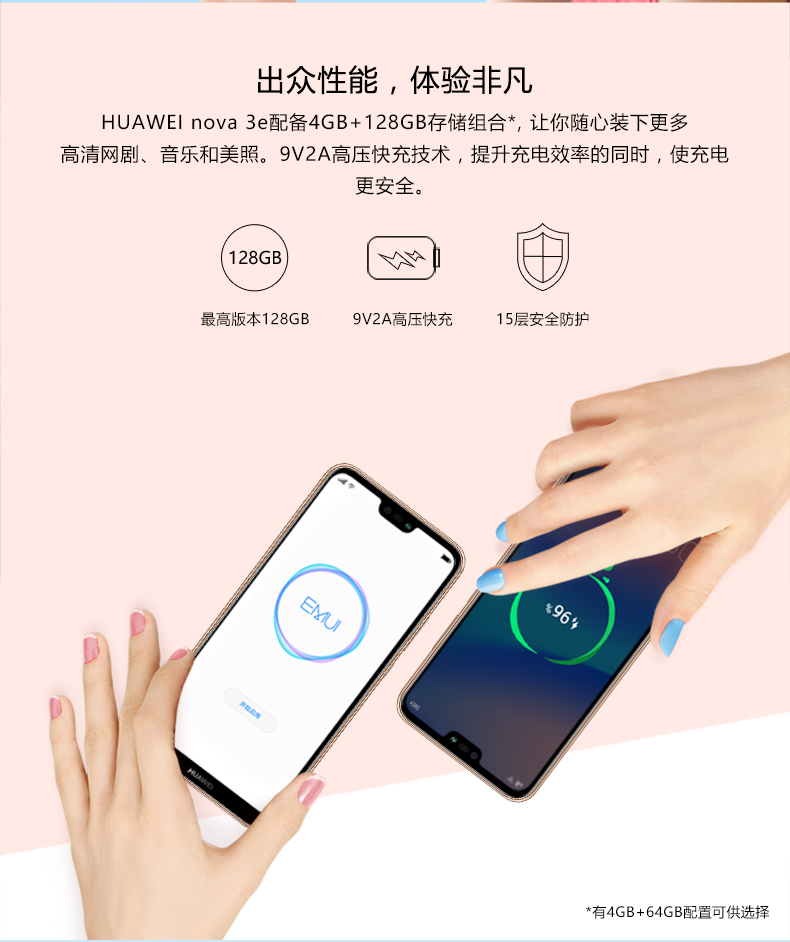 出众性能，体验非凡
HUAWEI nova 3e配备4GB+128GB存储组合*, 让你随心装下更多
高清网剧、音乐和美照。9V2A高压快充技术，提升充电效率的同时，使充电
更安全。
128GB
最高版本128GB
9V2A高压快充
15层安全防护
EMUI
96%
HUAWEI
*有4GB+64GB配置可供选择